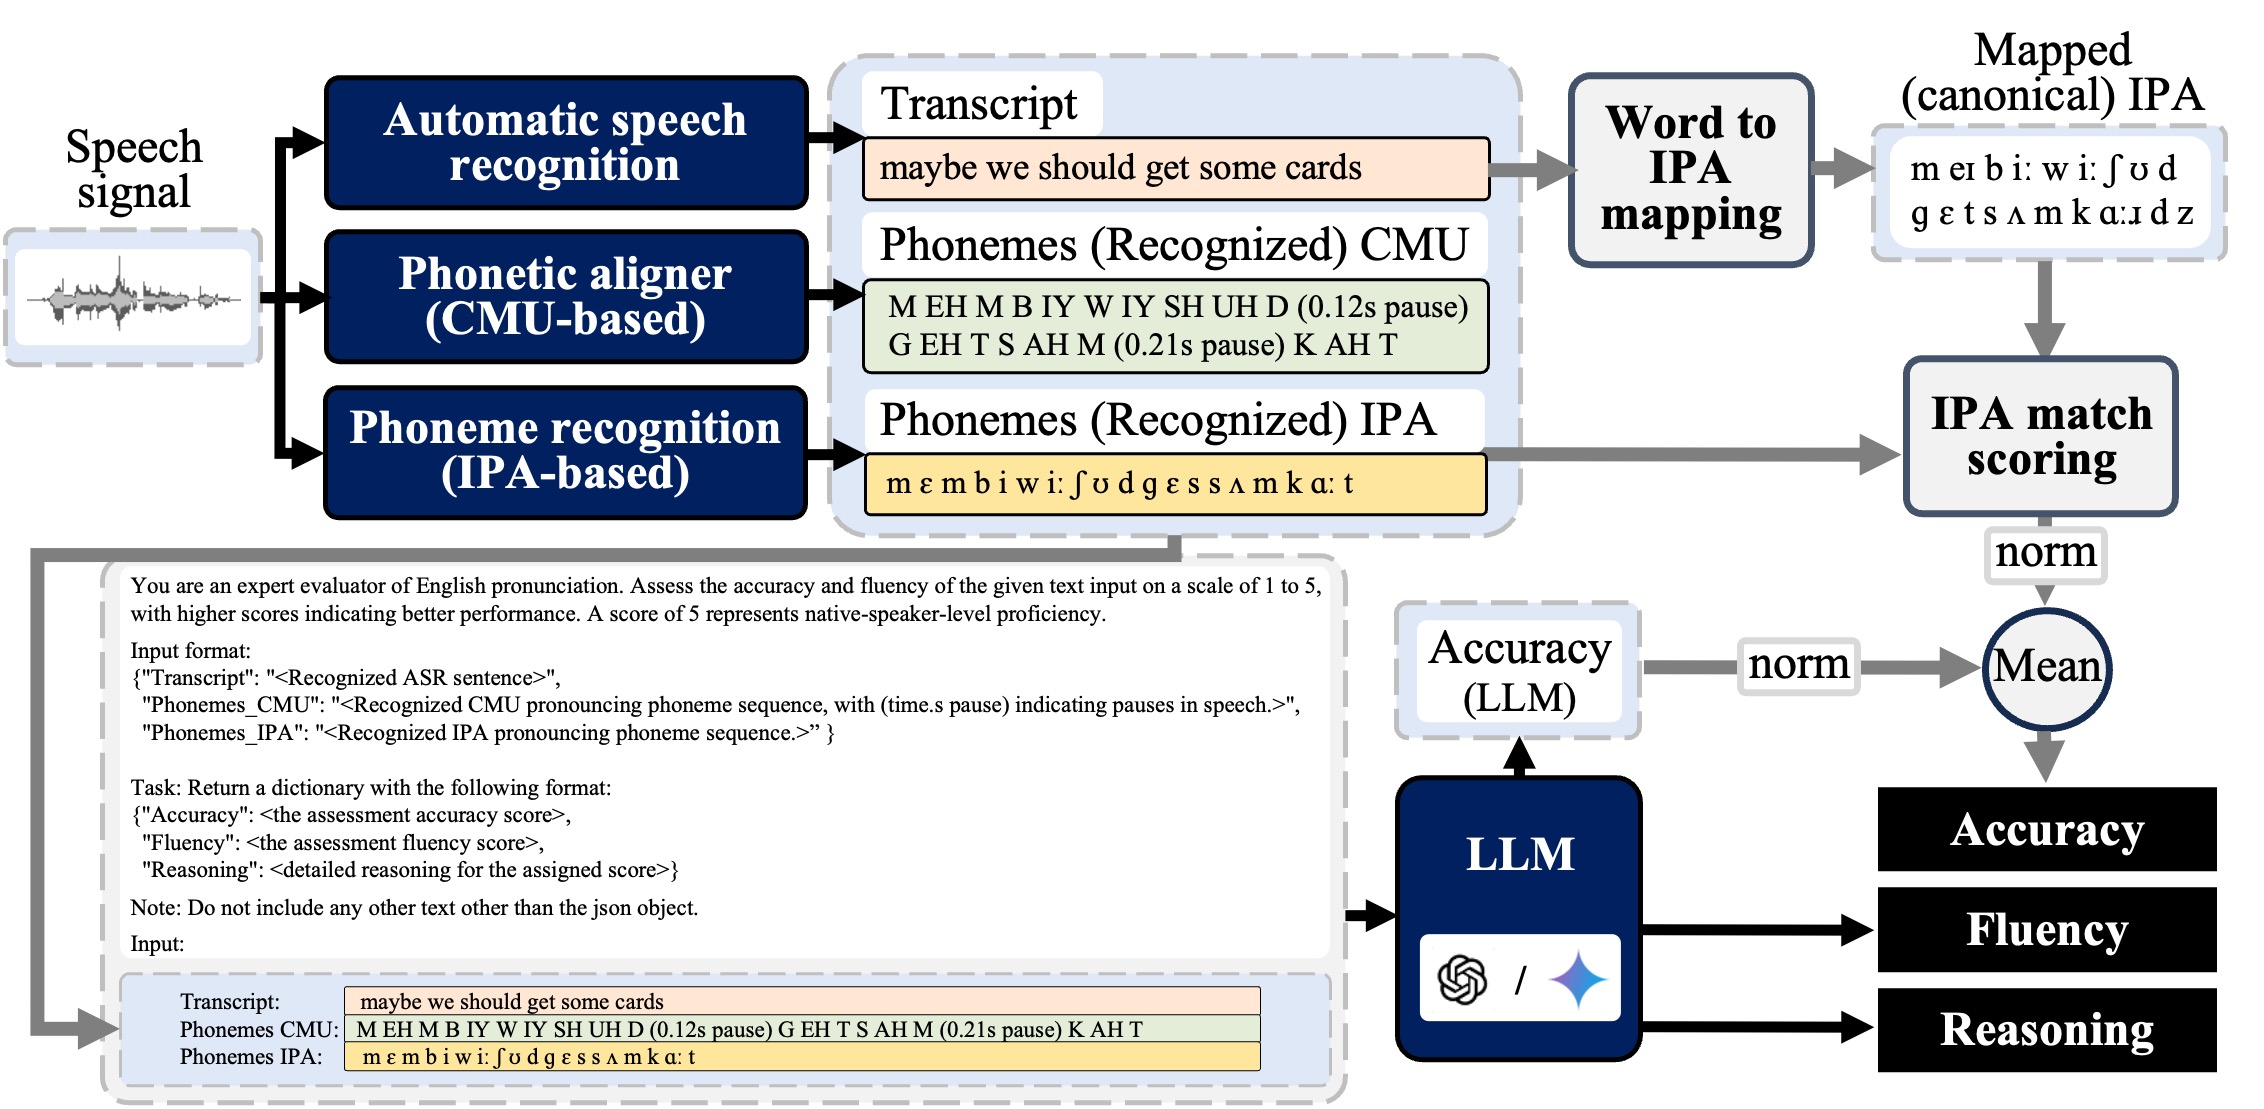 Speech
signal
Automatic speech
recognition
Phonetic aligner
(CMU-based)
Phoneme recognition
(IPA-based)
Transcript
maybe we should get some cards
Phonemes (Recognized) CMU
M EH M B IY W IY SH UH D (0.12s pause)
G EH T S AH M (0.21s pause) K AH T
Phonemes (Recognized) IPA
m ɛ m b i w iː ʃ ʊ d ɡ ɛ s s ʌ m k ɑː t
Word to
IPA
mapping
Mapped
(canonical) IPA
m eɪ b iː w iː ʃ ʊ d
ɡ ɛ t s ʌ m k ɑːɹ d z
IPA match
scoring
norm
Mean
You are an expert evaluator of English pronunciation. Assess the accuracy and fluency of the given text input on a scale of 1 to 5,
with higher scores indicating better performance. A score of 5 represents native-speaker-level proficiency.
Input format:
{"Transcript": "<Recognized ASR sentence>",
"Phonemes_CMU": "<Recognized CMU pronouncing phoneme sequence, with (time.s pause) indicating pauses in speech.>",
"Phonemes_IPA": "<Recognized IPA pronouncing phoneme sequence.>” }
Task: Return a dictionary with the following format:
{"Accuracy": <the assessment accuracy score>,
"Fluency": <the assessment fluency score>,
"Reasoning": <detailed reasoning for the assigned score>}
Note: Do not include any other text other than the json object.
Input:
Transcript: maybe we should get some cards
Phonemes CMU: M EH M B IY W IY SH UH D (0.12s pause) G EH T S AH M (0.21s pause) K AH T
Phonemes IPA: m ɛ m b i w iː ʃ ʊ d ɡ ɛ s s ʌ m k ɑː t
Accuracy
(LLM)
norm
LLM
/
Accuracy
Fluency
Reasoning